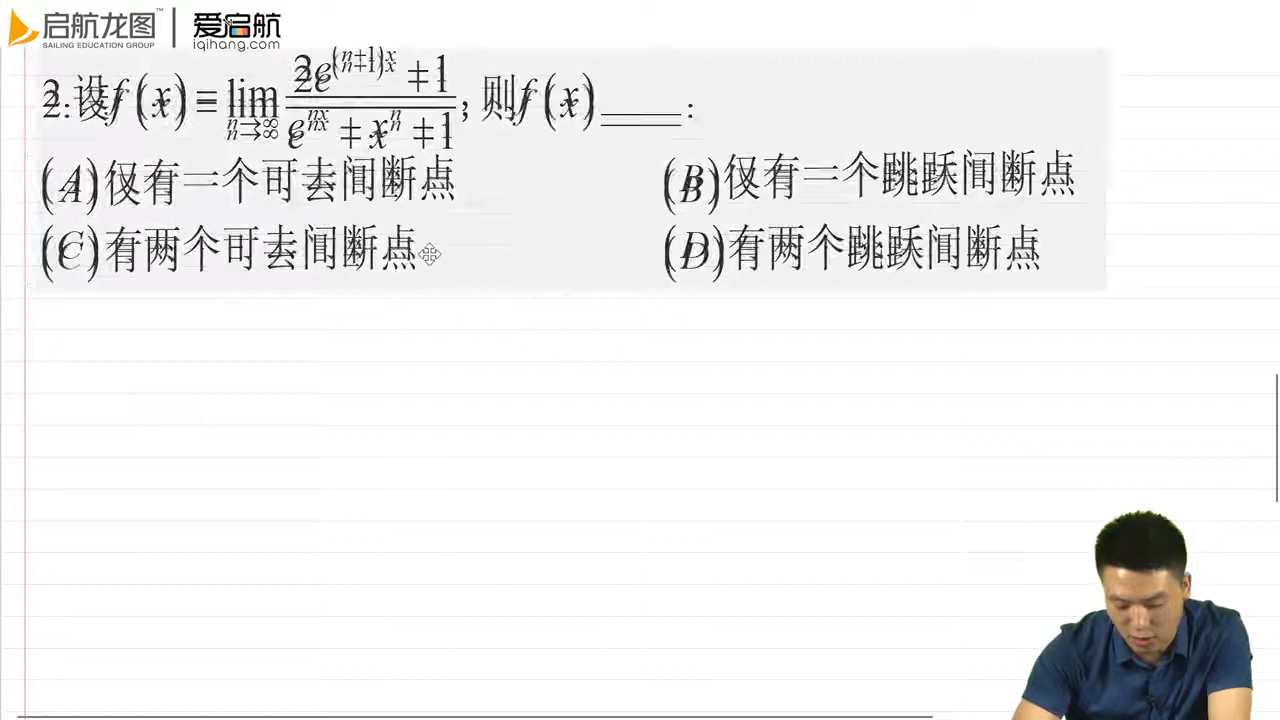 启航龙图™ | 爱启航
SAILING EDUCATION GROUP iqihang.com
2.设f(x)=lim_{n→∞} (2e^{(n+1)x}+1)/(e^{nx}+x^n+1), 则f(x)____:
(A)仅有一个可去间断点 (B)仅有一个跳跃间断点
(C)有两个可去间断点 (D)有两个跳跃间断点